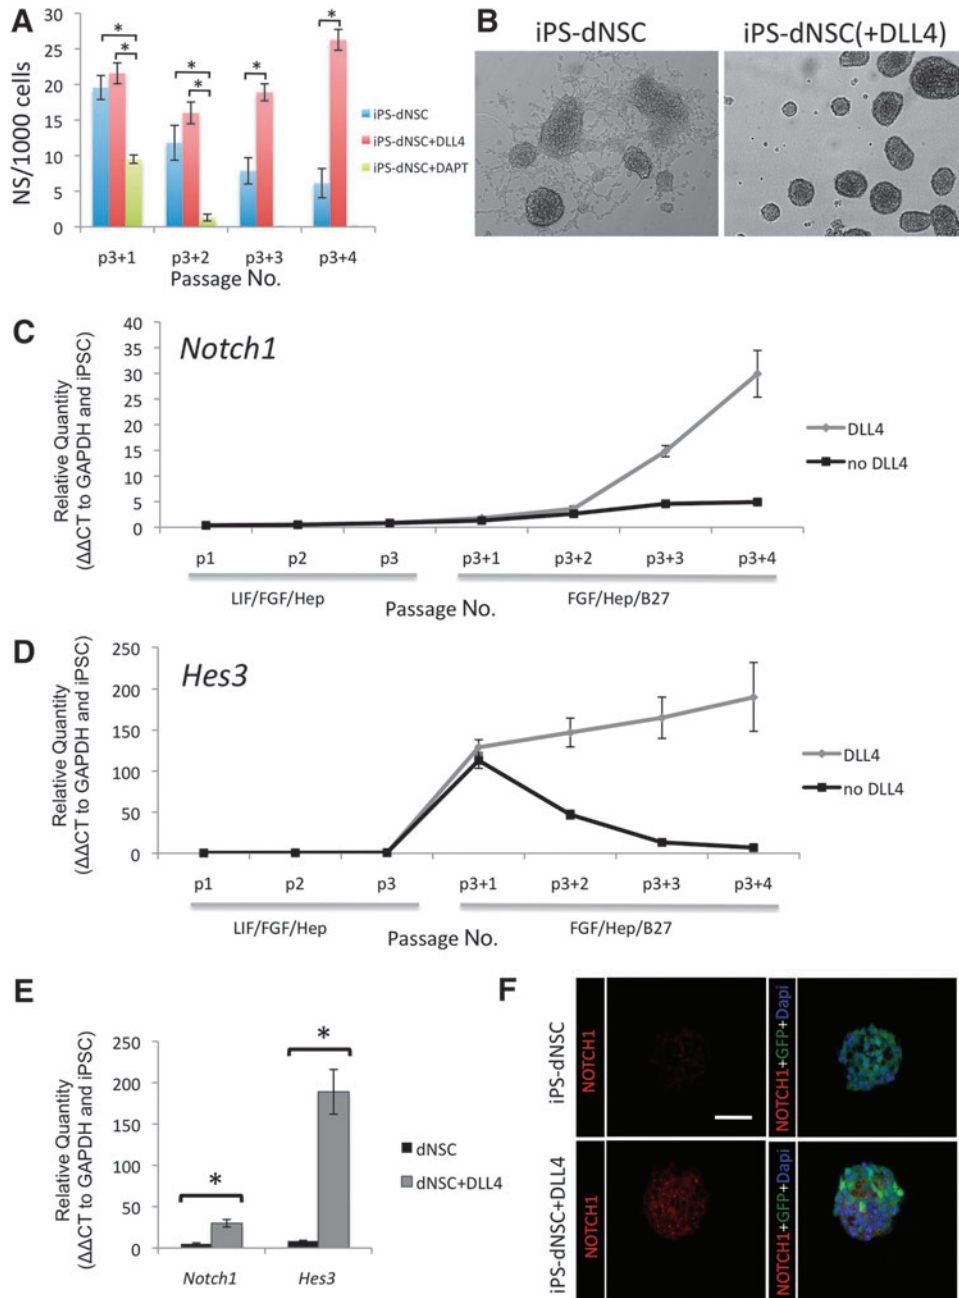 A
NS/1000 cells
30
25
20
15
10
5
0
*
*
*
*
*
*
iPS-dNSC
iPS-dNSC+DLL4
iPS-dNSC+DAPT
p3+1 p3+2 p3+3 p3+4
Passage No.
B
iPS-dNSC
iPS-dNSC(+DLL4)
C
Notch1
Relative Quantity
(ΔΔCT to GAPDH and iPSC)
40
35
30
25
20
15
10
5
0
DLL4
no DLL4
p1 p2 p3 p3+1 p3+2 p3+3 p3+4
LIF/FGF/Hep
Passage No.
FGF/Hep/B27
D
Hes3
Relative Quantity
(ΔΔCT to GAPDH and iPSC)
250
200
150
100
50
0
DLL4
no DLL4
p1 p2 p3 p3+1 p3+2 p3+3 p3+4
LIF/FGF/Hep
Passage No.
FGF/Hep/B27
E
Relative Quantity
(ΔΔCT to GAPDH and iPSC)
250
200
150
100
50
0
*
*
dNSC
dNSC+DLL4
Notch1 Hes3
F
iPS-dNSC
NOTCH1
NOTCH1+GFP+Dapi
iPS-dNSC+DLL4
NOTCH1
NOTCH1+GFP+Dapi